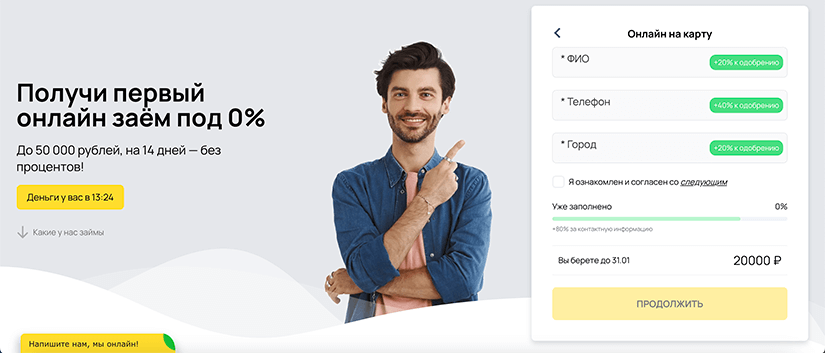 Получи первый
онлайн заём под 0%
До 50 000 рублей, на 14 дней — без
процентов!
Деньги у вас в 13:24
Какие у нас займы
Напишите нам, мы онлайн!
Онлайн на карту
* ФИО
+20% к одобрению
* Телефон
+40% к одобрению
* Город
+20% к одобрению
Я ознакомлен и согласен со следующим
Уже заполнено 0%
+80% за контактную информацию
Вы берете до 31.01 20000 ₽
ПРОДОЛЖИТЬ